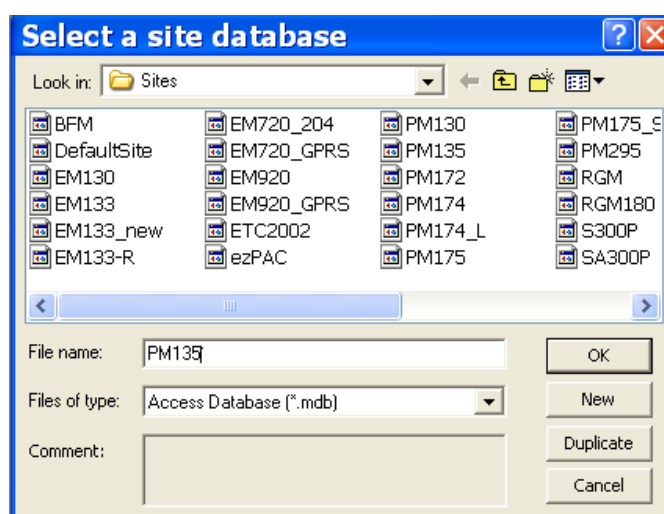 Select a site database
Look in: Sites
BFM EM720_204 PM130 PM175_S
DefaultSite EM720_GPRS PM135 PM295
EM130 EM920 PM172 RGM
EM133 EM920_GPRS PM174 RGM180
EM133_new ETC2002 PM174_L S300P
EM133-R ezPAC PM175 SA300P
File name: PM135 OK
Files of type: Access Database (*.mdb) New
Duplicate
Comment:
Cancel